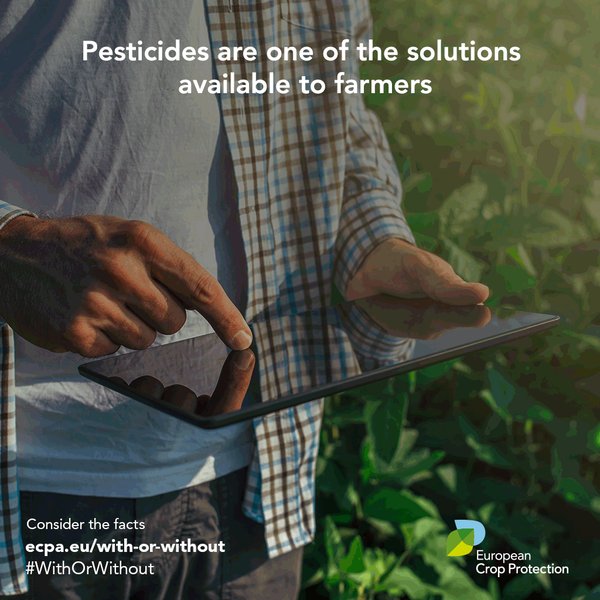 Pesticides are one of the solutions
available to farmers
Consider the facts
ecpa.eu/with-or-without
#WithOrWithout
European
Crop Protection